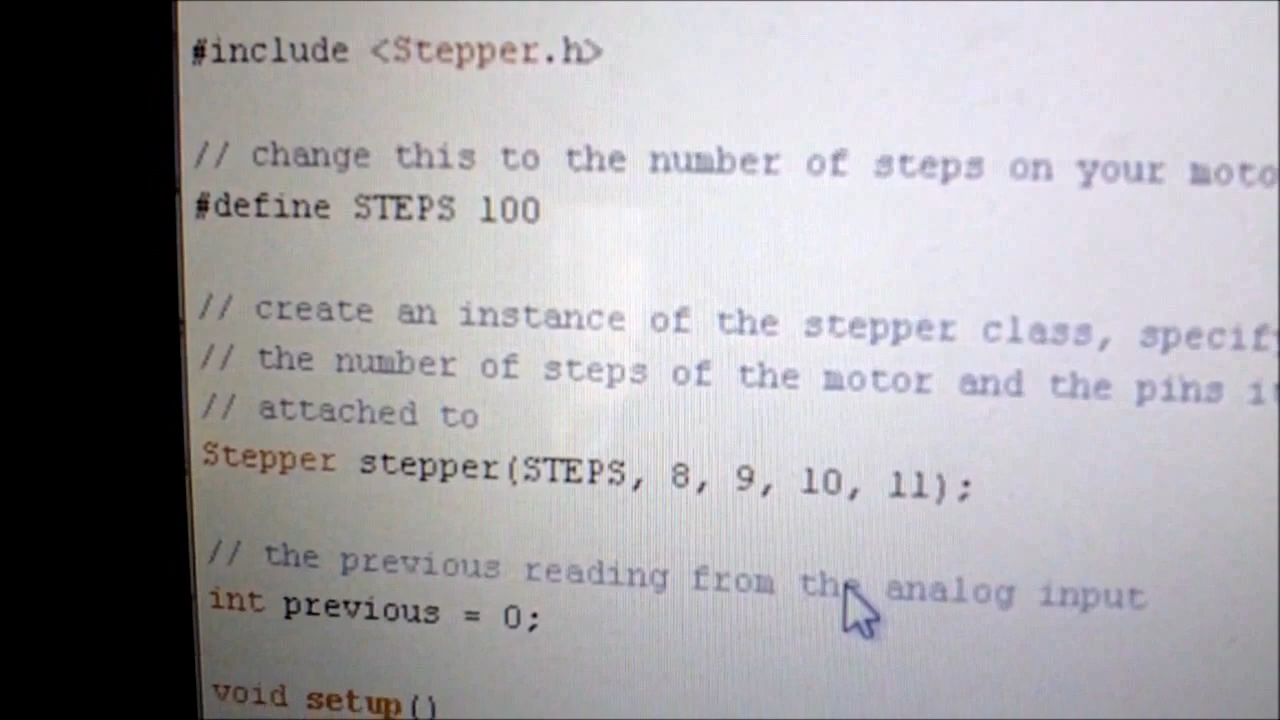 #include <Stepper.h>
// change this to the number of steps on your moto
#define STEPS 100
// create an instance of the stepper class, specif
// the number of steps of the motor and the pins i
// attached to
Stepper stepper(STEPS, 8, 9, 10, 11);
// the previous reading from the analog input
int previous = 0;
void setup()